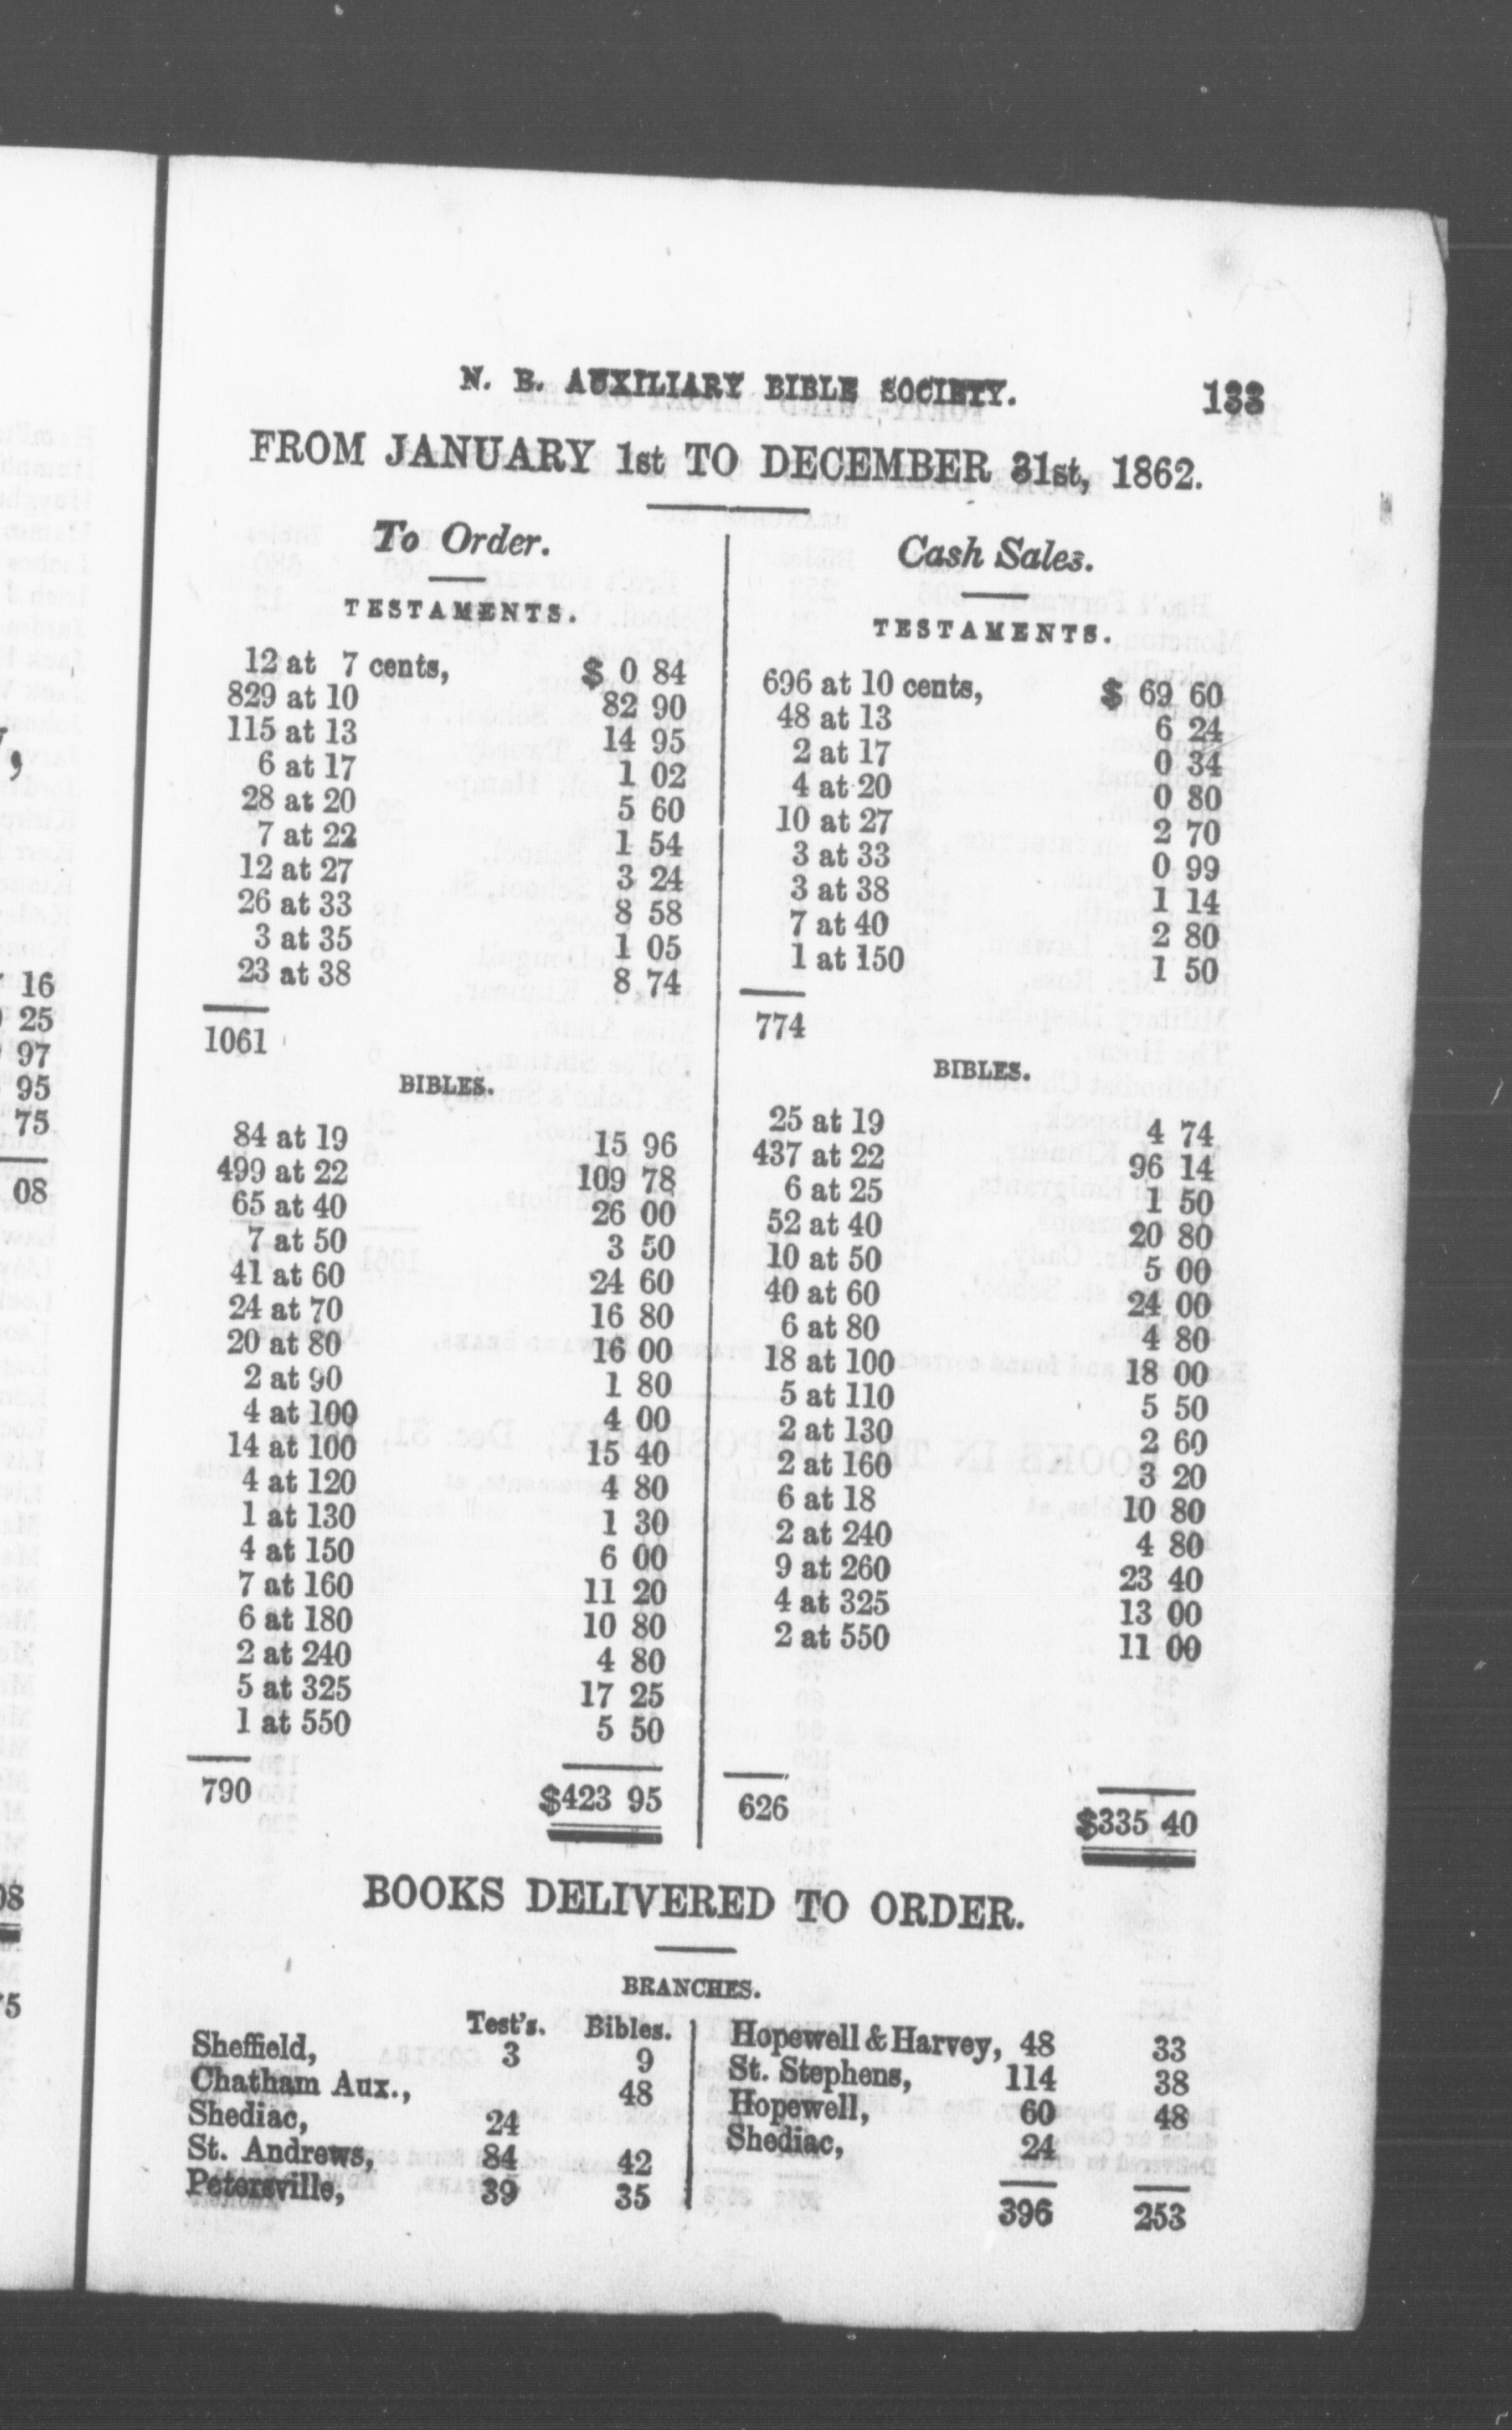 N. B. AUXILIARY BIBLE SOCIETY. 133
FROM JANUARY 1st TO DECEMBER 31st, 1862.
To Order.
TESTAMENTS.
12 at 7 cents, $ 0 84
829 at 10 82 90
115 at 13 14 95
6 at 17 1 02
28 at 20 5 60
7 at 22 1 54
12 at 27 3 24
26 at 33 8 58
3 at 35 1 05
23 at 38 8 74
1061
BIBLES.
84 at 19 15 96
499 at 22 109 78
65 at 40 26 00
7 at 50 3 50
41 at 60 24 60
24 at 70 16 80
20 at 80 16 00
2 at 90 1 80
4 at 100 4 00
14 at 100 15 40
4 at 120 4 80
1 at 130 1 30
4 at 150 6 00
7 at 160 11 20
6 at 180 10 80
2 at 240 4 80
5 at 325 17 25
1 at 550 5 50
790 $423 95
Cash Sales.
TESTAMENTS.
696 at 10 cents, $ 69 60
48 at 13 6 24
2 at 17 0 34
4 at 20 0 80
10 at 27 2 70
3 at 33 0 99
3 at 38 1 14
7 at 40 2 80
1 at 150 1 50
774
BIBLES.
25 at 19 4 74
437 at 22 96 14
6 at 25 1 50
52 at 40 20 80
10 at 50 5 00
40 at 60 24 00
6 at 80 4 80
18 at 100 18 00
5 at 110 5 50
2 at 130 2 60
2 at 160 3 20
6 at 18 10 80
2 at 240 4 80
9 at 260 23 40
4 at 325 13 00
2 at 550 11 00
626 $335 40
BOOKS DELIVERED TO ORDER.
BRANCHES.
Test's. Bibles.
Sheffield, 3 9
Chatham Aux., 48
Shediac, 24
St. Andrews, 84 42
Petersville, 39 35
Hopewell & Harvey, 48 33
St. Stephens, 114 38
Hopewell, 60 48
Shediac, 24
396 253
16
25
97
95
75
08